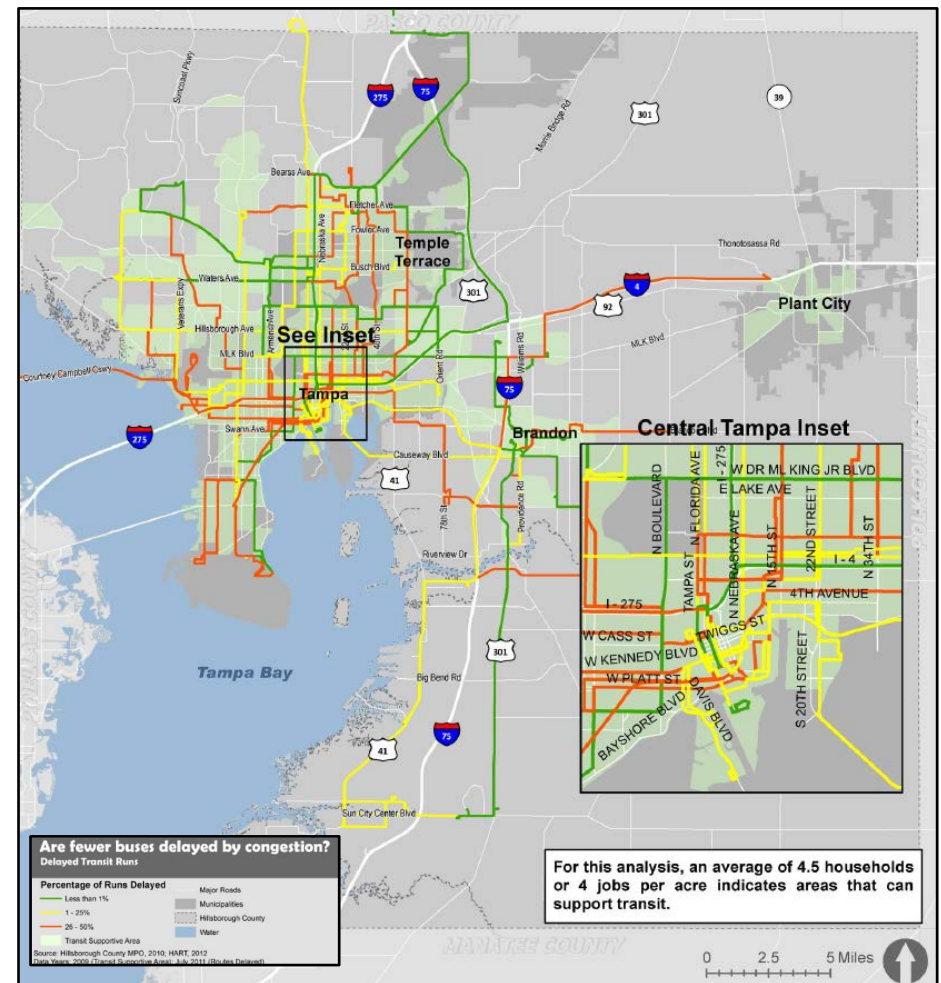 PASCO COUNTY
Suncoast Pkwy
275
75
301
39
Morris Bridge Rd
Bearss Ave
Fletcher Ave
Nebraska Ave
Fowler Ave
Temple
Terrace
Busch Blvd
Thonotosassa Rd
Waters Ave
301
4
92
Plant City
Veterans Expy
Hillsborough Ave
Armenia Ave
See Inset
22nd St
40th St
MLK Blvd
MLK Blvd
Orient Rd
Williams Rd
Courtney Campbell Cswy
Tampa
75
Swann Ave
275
Brandon
Causeway Blvd
41
78th St
Providence Rd
Riverview Dr
301
Tampa Bay
Big Bend Rd
75
41
Sun City Center Blvd
Central Tampa Inset
W DR ML KING JR BLVD
E LAKE AVE
I - 275
N BOULEVARD
N FLORIDA AVE
TAMPA ST
N NEBRASKA AVE
N 15TH ST
22ND STREET
N 34TH ST
I - 4
4TH AVENUE
I - 275
W CASS ST
TWIGGS ST
W KENNEDY BLVD
W PLATT ST
DAVIS BLVD
BAYSHORE BLVD
S 20TH STREET
POLK COUNTY
Are fewer buses delayed by congestion?
Delayed Transit Runs
Percentage of Runs Delayed
Less than 1%
1 - 25%
26 - 50%
Transit Supportive Area
Major Roads
Municipalities
Hillsborough County
Water
Source: Hillsborough County MPO, 2010; HART, 2012
Data Years: 2009 (Transit Supportive Area); July 2011 (Routes Delayed)
For this analysis, an average of 4.5 households
or 4 jobs per acre indicates areas that can
support transit.
MANATEE COUNTY
0 2.5 5 Miles